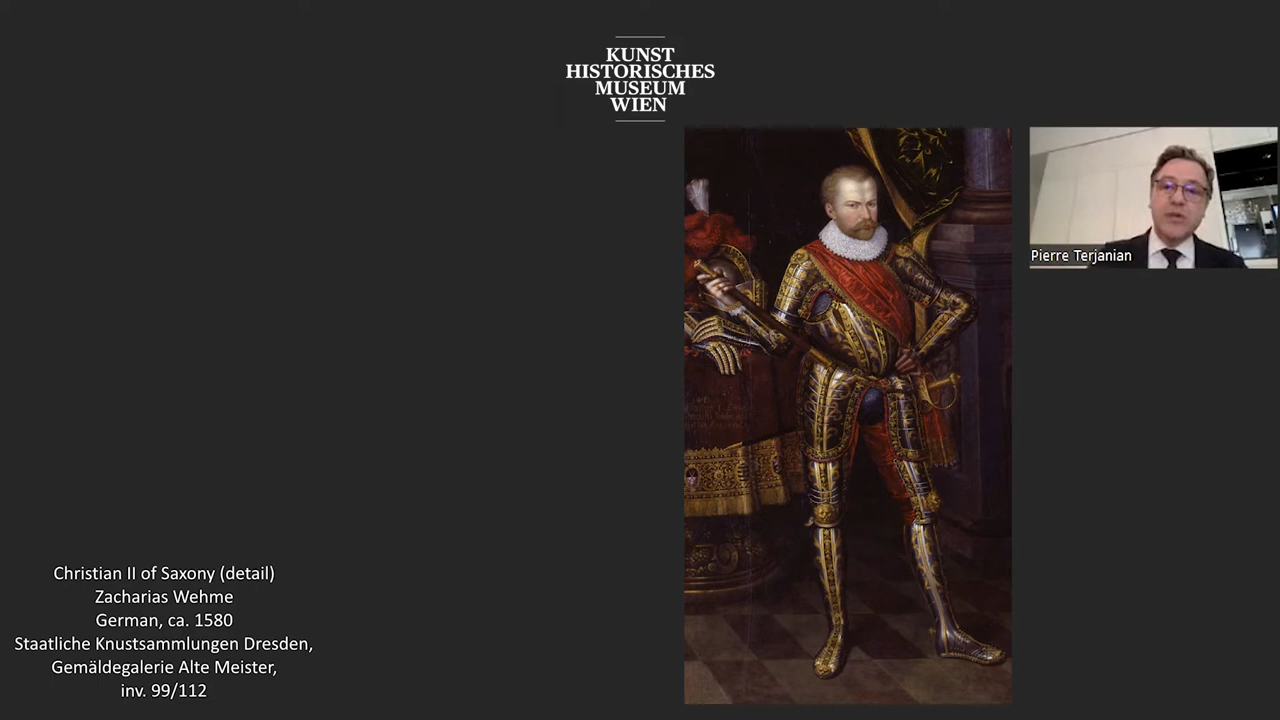 KUNST
HISTORISCHES
MUSEUM
WIEN
Pierre Terjanian
Christian II of Saxony (detail)
Zacharias Wehme
German, ca. 1580
Staatliche Knustsammlungen Dresden,
Gemäldegalerie Alte Meister,
inv. 99/112